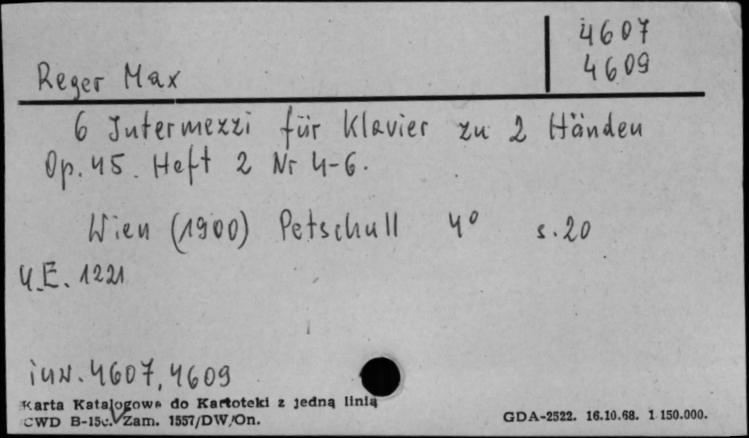 4607
4609
Reger Max
6 Intermezzi für Klavier zu 2 Händen
Op. 45. Heft 2 Nr 4-6.
Wien (1900) Petschull 4° s. 20
U.E. 1221
inw. 4607, 4609
Karta Katalogowa do Kartoteki z jedną linią
CWD B-15c. Zam. 1557/DW/On.
GDA-2522. 16.10.68. 1 150.000.